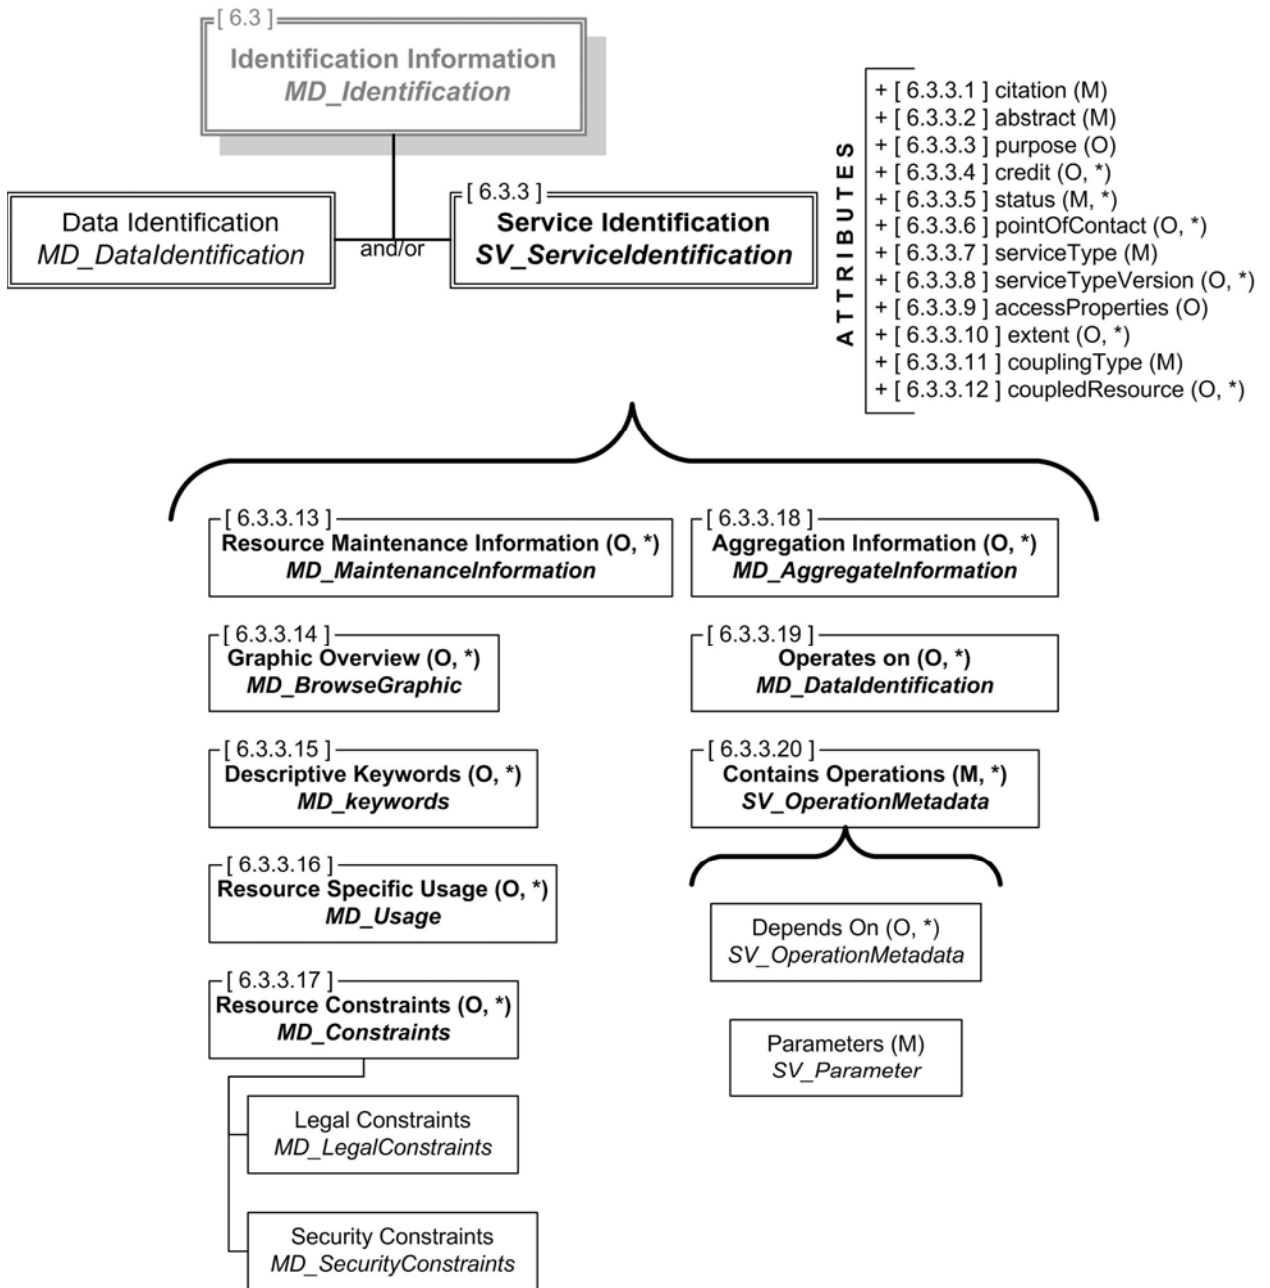 [ 6.3 ]
Identification Information
MD_Identification
Data Identification
MD_DataIdentification
and/or
[ 6.3.3 ]
Service Identification
SV_ServiceIdentification
ATTRIBUTES
+ [ 6.3.3.1 ] citation (M)
+ [ 6.3.3.2 ] abstract (M)
+ [ 6.3.3.3 ] purpose (O)
+ [ 6.3.3.4 ] credit (O, *)
+ [ 6.3.3.5 ] status (M, *)
+ [ 6.3.3.6 ] pointOfContact (O, *)
+ [ 6.3.3.7 ] serviceType (M)
+ [ 6.3.3.8 ] serviceTypeVersion (O, *)
+ [ 6.3.3.9 ] accessProperties (O)
+ [ 6.3.3.10 ] extent (O, *)
+ [ 6.3.3.11 ] couplingType (M)
+ [ 6.3.3.12 ] coupledResource (O, *)
[ 6.3.3.13 ]
Resource Maintenance Information (O, *)
MD_MaintenanceInformation
[ 6.3.3.14 ]
Graphic Overview (O, *)
MD_BrowseGraphic
[ 6.3.3.15 ]
Descriptive Keywords (O, *)
MD_keywords
[ 6.3.3.16 ]
Resource Specific Usage (O, *)
MD_Usage
[ 6.3.3.17 ]
Resource Constraints (O, *)
MD_Constraints
Legal Constraints
MD_LegalConstraints
Security Constraints
MD_SecurityConstraints
[ 6.3.3.18 ]
Aggregation Information (O, *)
MD_AggregateInformation
[ 6.3.3.19 ]
Operates on (O, *)
MD_DataIdentification
[ 6.3.3.20 ]
Contains Operations (M, *)
SV_OperationMetadata
Depends On (O, *)
SV_OperationMetadata
Parameters (M)
SV_Parameter